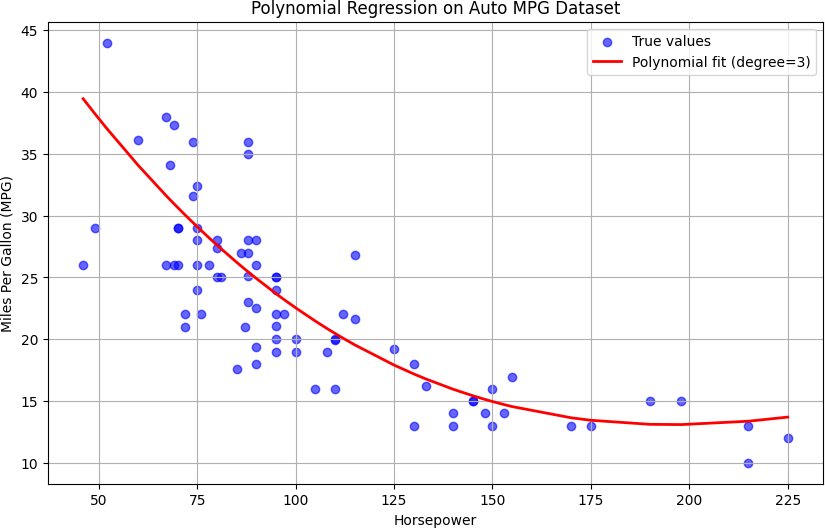 Polynomial Regression on Auto MPG Dataset
True values
Polynomial fit (degree=3)
Miles Per Gallon (MPG)
45
40
35
30
25
20
15
10
50 75 100 125 150 175 200 225
Horsepower